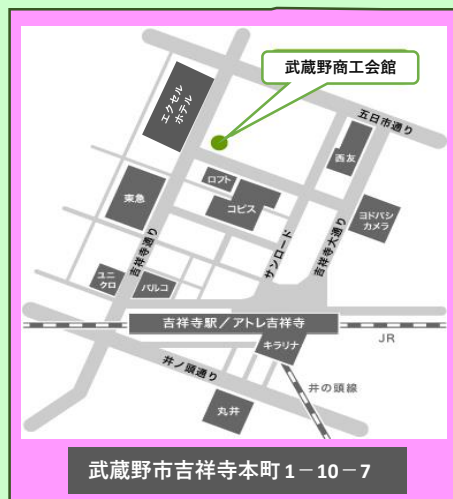 武蔵野商工会館
エクセル
ホテル
五日市通り
西友
ロフト
コピス
東急
ヨドバシ
カメラ
吉祥寺通り
サンロード
吉祥寺大通り
ユニ
クロ
パルコ
吉祥寺駅/アトレ吉祥寺
JR
キラリナ
井ノ頭通り
井の頭線
丸井
武蔵野市吉祥寺本町1-10-7